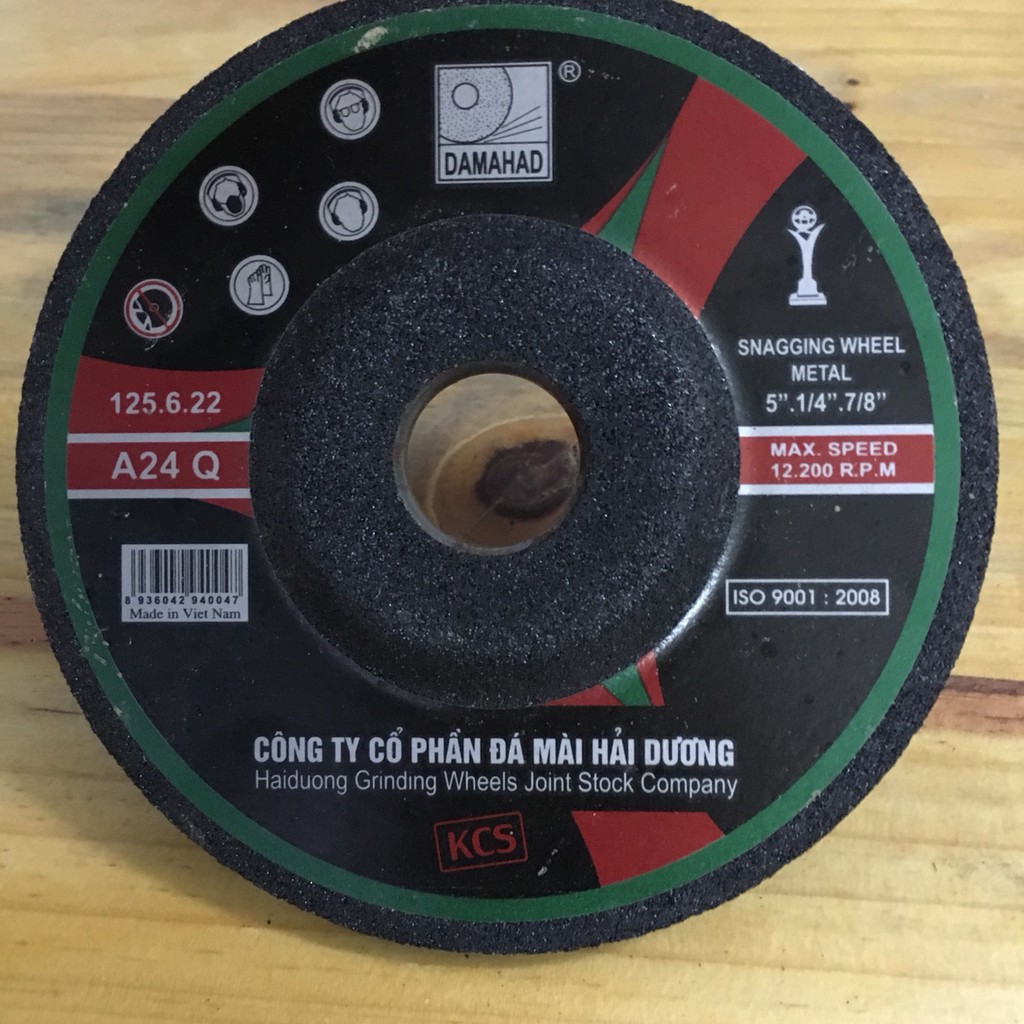 ®
DAMAHAD
SNAGGING WHEEL
METAL
5”.1/4”.7/8”
125.6.22
A24 Q
MAX. SPEED
12.200 R.P.M
8 936042 940047
Made in Viet Nam
ISO 9001 : 2008
CÔNG TY CỔ PHẦN ĐÁ MÀI HẢI DƯƠNG
Haiduong Grinding Wheels Joint Stock Company
KCS